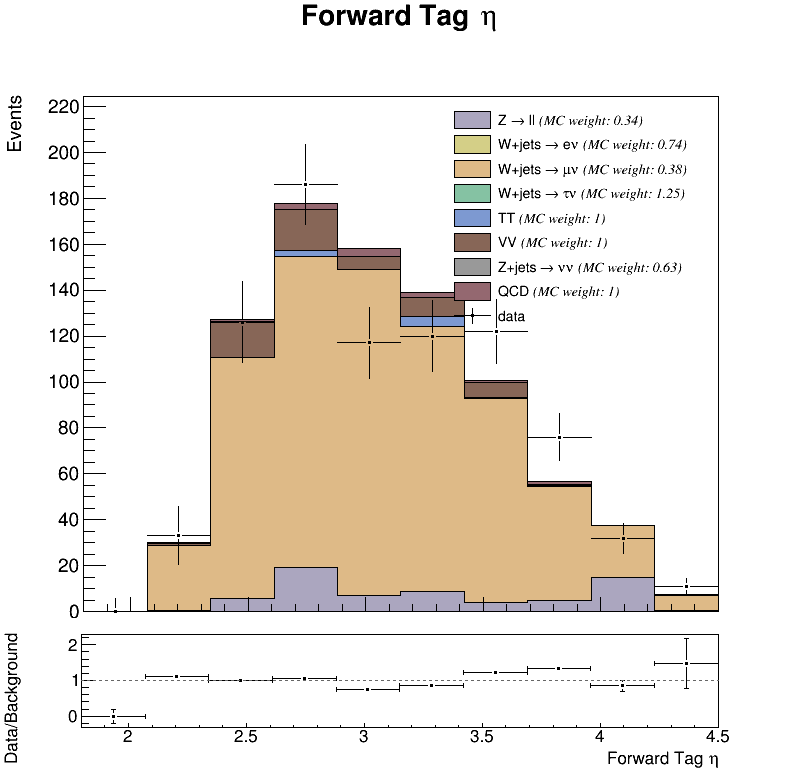 Forward Tag η
Events
220
200
180
160
140
120
100
80
60
40
20
0
Z → ll (MC weight: 0.34)
W+jets → eν (MC weight: 0.74)
W+jets → μν (MC weight: 0.38)
W+jets → τν (MC weight: 1.25)
TT (MC weight: 1)
VV (MC weight: 1)
Z+jets → νν (MC weight: 0.63)
QCD (MC weight: 1)
data
Data/Background
2
1
0
2 2.5 3 3.5 4 4.5
Forward Tag η